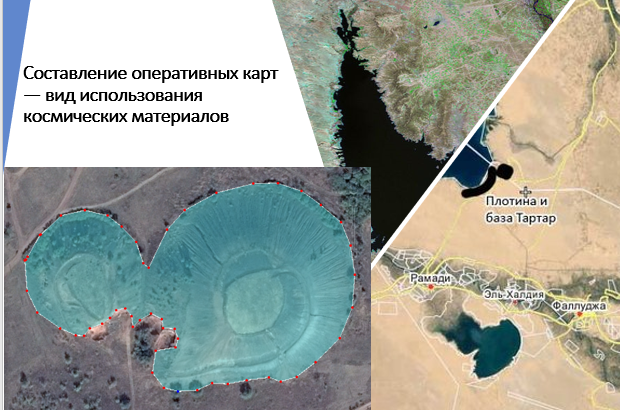 Составление оперативных карт
— вид использования
космических материалов
Плотина и
база Тартар
Рамади
Эль-Халдия
Фаллуджа